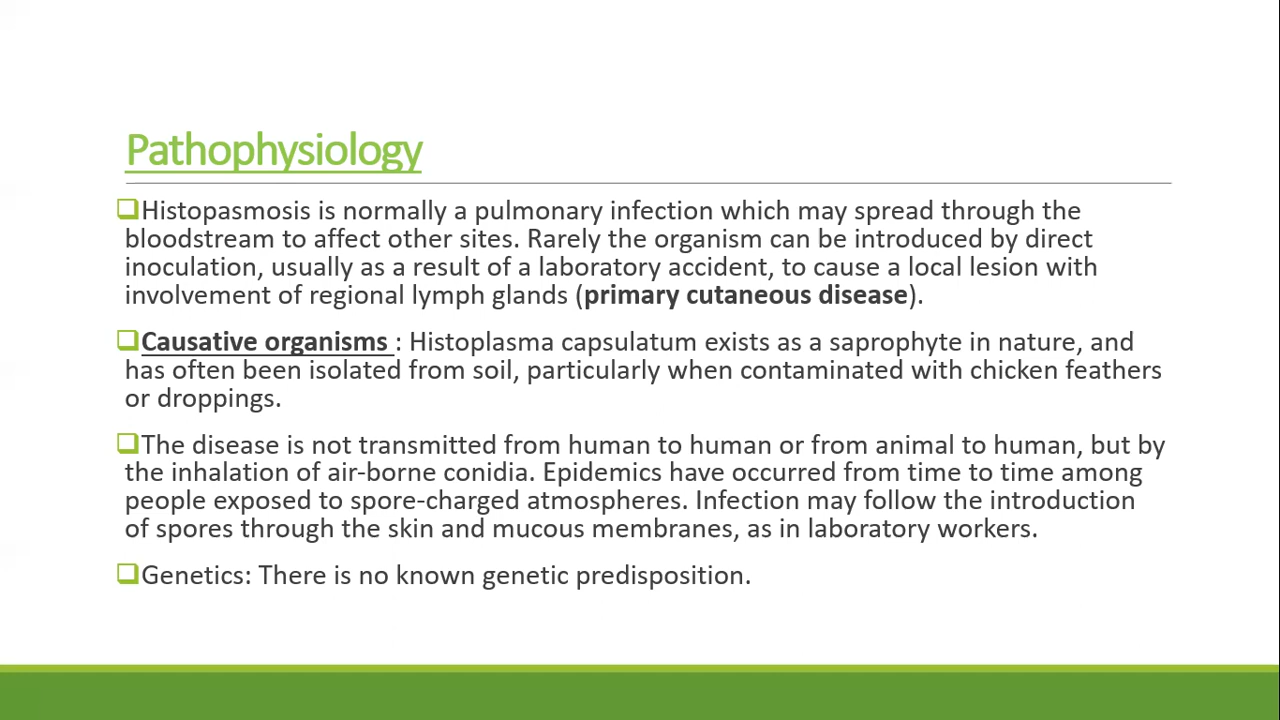 Pathophysiology
Histopasmosis is normally a pulmonary infection which may spread through the
bloodstream to affect other sites. Rarely the organism can be introduced by direct
inoculation, usually as a result of a laboratory accident, to cause a local lesion with
involvement of regional lymph glands (primary cutaneous disease).
Causative organisms : Histoplasma capsulatum exists as a saprophyte in nature, and
has often been isolated from soil, particularly when contaminated with chicken feathers
or droppings.
The disease is not transmitted from human to human or from animal to human, but by
the inhalation of air-borne conidia. Epidemics have occurred from time to time among
people exposed to spore-charged atmospheres. Infection may follow the introduction
of spores through the skin and mucous membranes, as in laboratory workers.
Genetics: There is no known genetic predisposition.